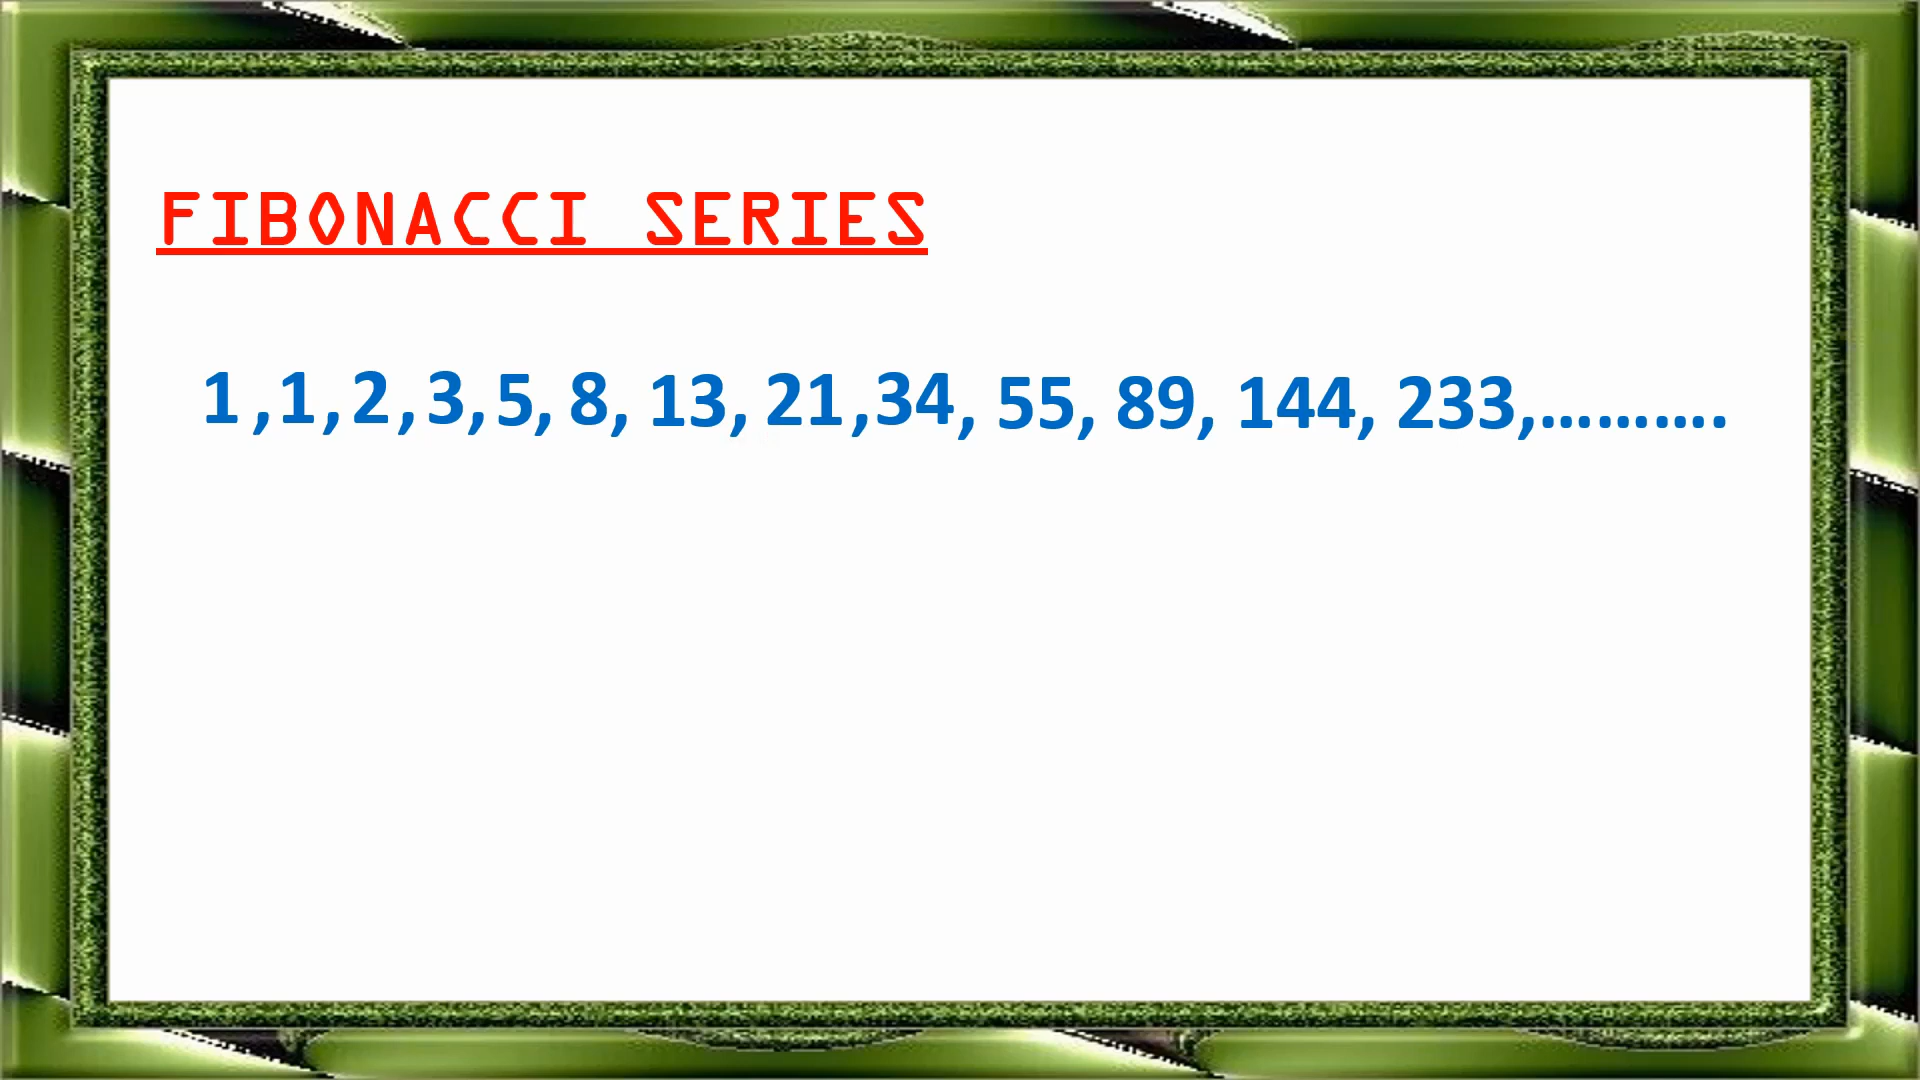 FIBONACCI SERIES
1 ,1, 2, 3, 5, 8, 13, 21,34, 55, 89, 144, 233,……….